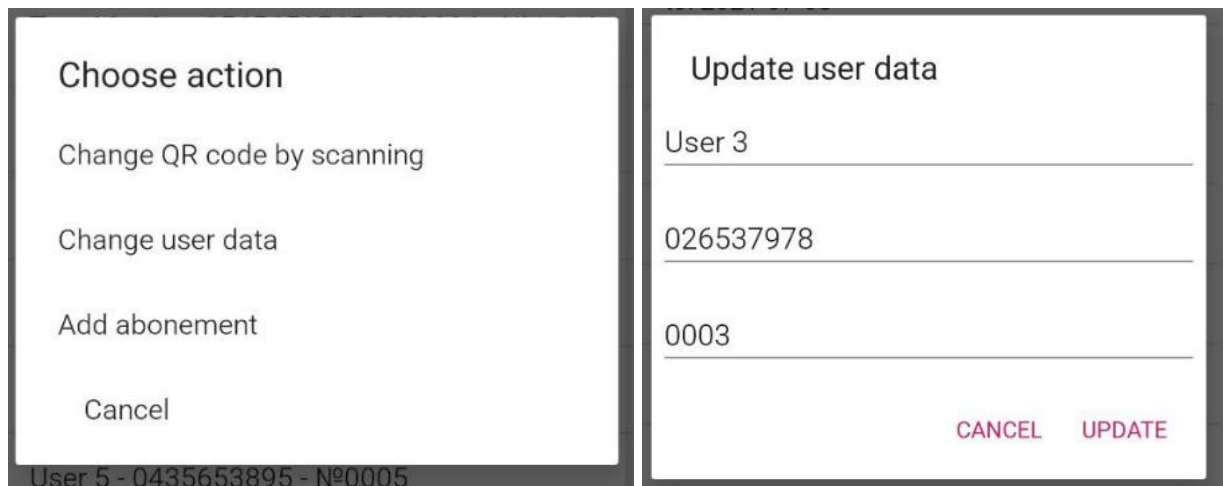 Choose action
Change QR code by scanning
Change user data
Add abonement
Cancel
User 5 - 0435653895 - №0005
Update user data
User 3
026537978
0003
CANCEL UPDATE